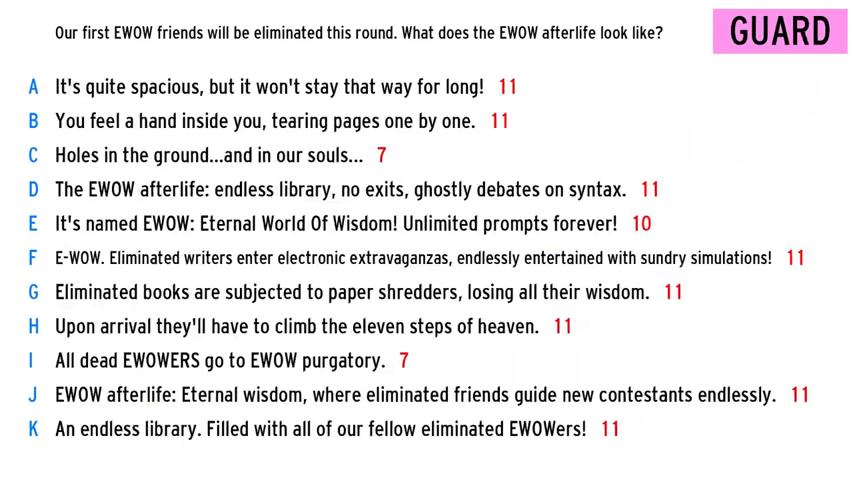 Our first EWOW friends will be eliminated this round. What does the EWOW afterlife look like?
GUARD
A It's quite spacious, but it won't stay that way for long! 11
B You feel a hand inside you, tearing pages one by one. 11
C Holes in the ground...and in our souls... 7
D The EWOW afterlife: endless library, no exits, ghostly debates on syntax. 11
E It's named EWOW: Eternal World Of Wisdom! Unlimited prompts forever! 10
F E-WOW. Eliminated writers enter electronic extravaganzas, endlessly entertained with sundry simulations! 11
G Eliminated books are subjected to paper shredders, losing all their wisdom. 11
H Upon arrival they'll have to climb the eleven steps of heaven. 11
I All dead EWOWERS go to EWOW purgatory. 7
J EWOW afterlife: Eternal wisdom, where eliminated friends guide new contestants endlessly. 11
K An endless library. Filled with all of our fellow eliminated EWOWers! 11